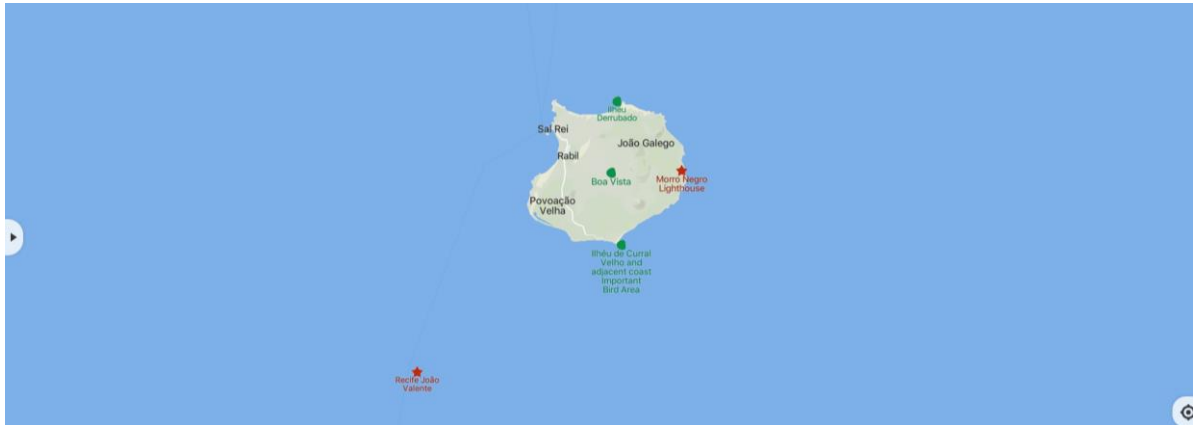 Ilhéu
Derrubado
Sal Rei
João Galego
Rabil
Boa Vista
Morro Negro
Lighthouse
Povoação
Velha
Ilhéu de Curral
Velho and
adjacent coast
Important
Bird Area
Recife João
Valente